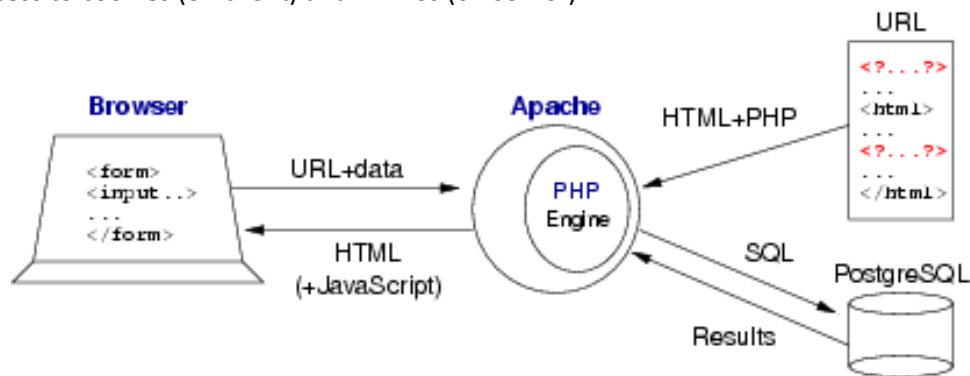 URL
<?...?>
...
<html>
...
<?...?>
...
</html>
Browser
<form>
<input..>
...
</form>
URL+data
HTML
(+JavaScript)
Apache
PHP
Engine
HTML+PHP
SQL
Results
PostgreSQL